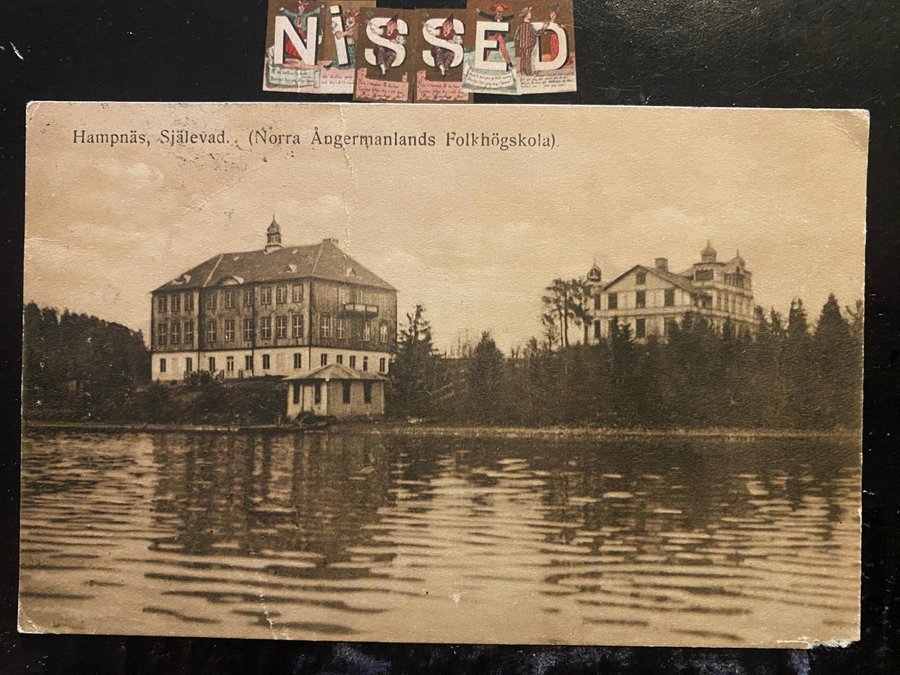 NiSSED
Hampnäs, Själevad. (Norra Ångermanlands Folkhögskola).